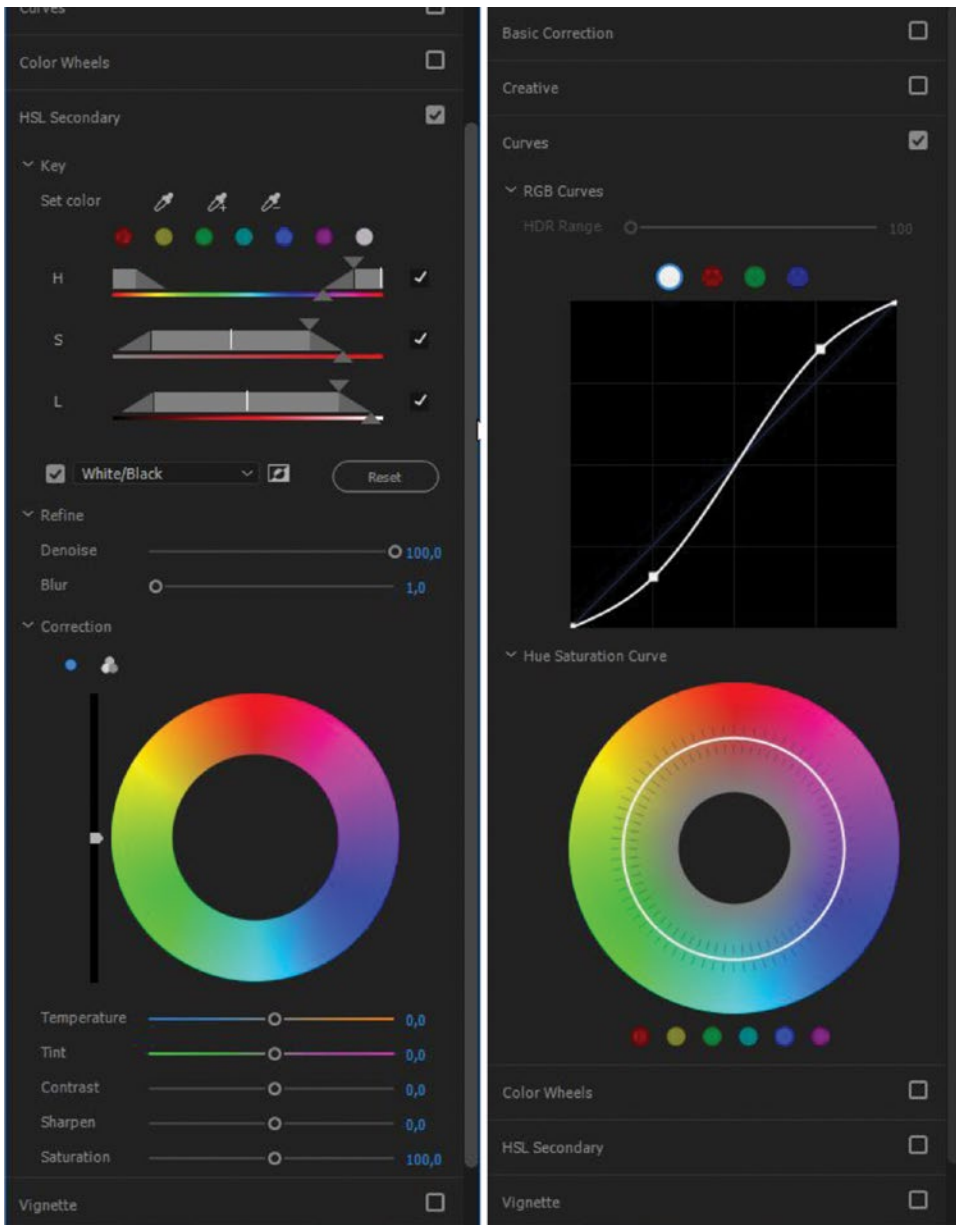 Curves
Color Wheels
HSL Secondary
Key
Set color
H
S
L
White/Black
Reset
Refine
Denoise 100,0
Blur 1,0
Correction
Temperature 0,0
Tint 0,0
Contrast 0,0
Sharpen 0,0
Saturation 100,0
Vignette
Basic Correction
Creative
Curves
RGB Curves
HDR Range 100
Hue Saturation Curve
Color Wheels
HSL Secondary
Vignette